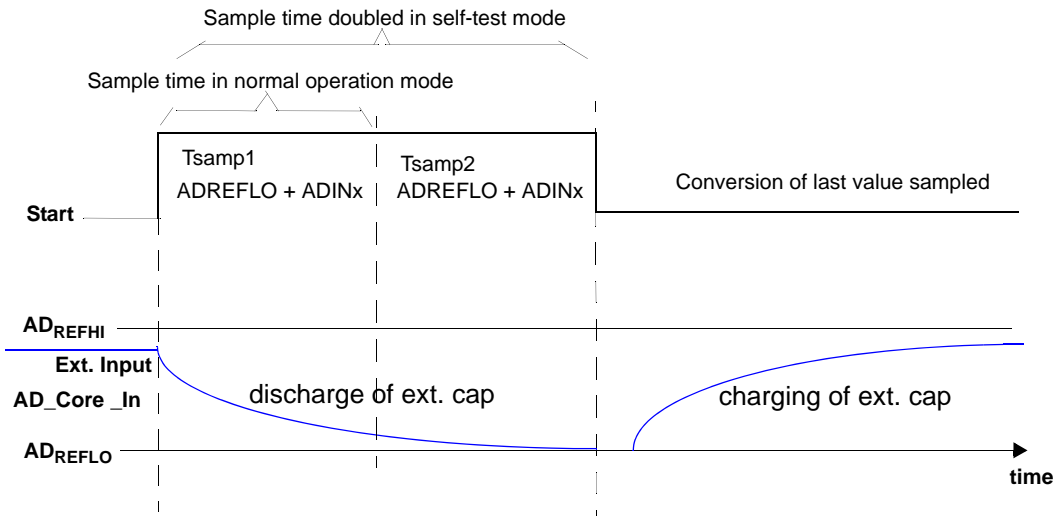 Sample time doubled in self-test mode
Sample time in normal operation mode
Tsamp1
ADREFLO + ADINx
Tsamp2
ADREFLO + ADINx
Conversion of last value sampled
Start
ADREFHI
Ext. Input
AD_Core _In
discharge of ext. cap
charging of ext. cap
ADREFLO
time